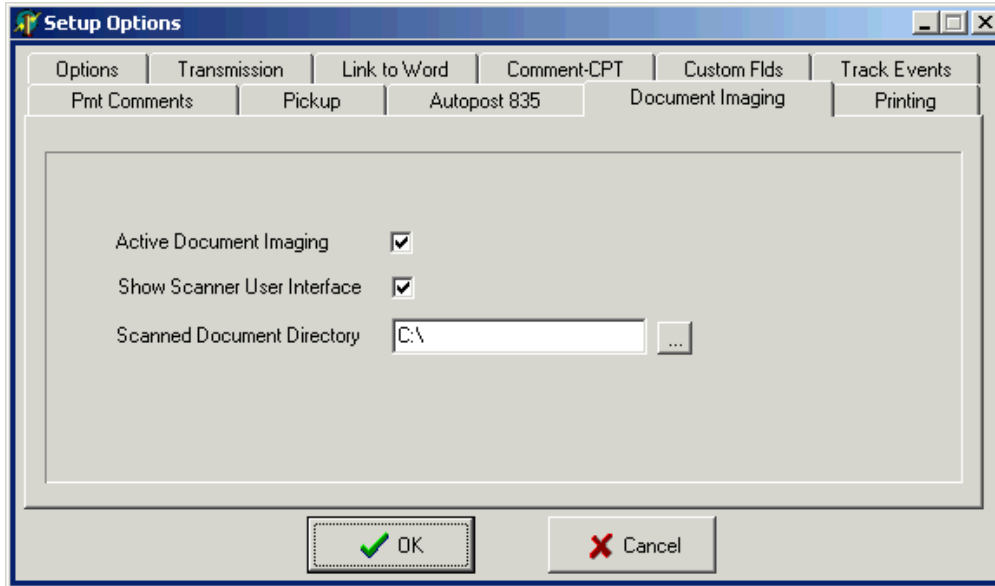 Setup Options
Options Transmission Link to Word Comment-CPT Custom Flds Track Events
Pmt Comments Pickup Autopost 835 Document Imaging Printing
Active Document Imaging
Show Scanner User Interface
Scanned Document Directory C:\ ...
OK Cancel